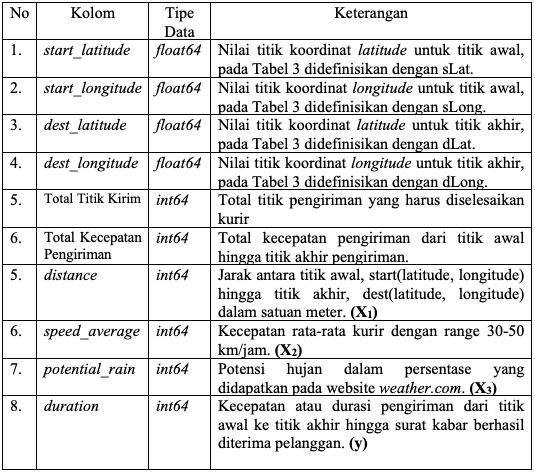 No Kolom Tipe Data Keterangan
1. start_latitude float64 Nilai titik koordinat latitude untuk titik awal,
pada Tabel 3 didefinisikan dengan sLat.
2. start_longitude float64 Nilai titik koordinat longitude untuk titik awal,
pada Tabel 3 didefinisikan dengan sLong.
3. dest_latitude float64 Nilai titik koordinat latitude untuk titik akhir,
pada Tabel 3 didefinisikan dengan dLat.
4. dest_longitude float64 Nilai titik koordinat longitude untuk titik akhir,
pada Tabel 3 didefinisikan dengan dLong.
5. Total Titik Kirim int64 Total titik pengiriman yang harus diselesaikan
kurir
6. Total Kecepatan Pengiriman int64 Total kecepatan pengiriman dari titik awal
hingga titik akhir pengiriman.
5. distance int64 Jarak antara titik awal, start(latitude, longitude)
hingga titik akhir, dest(latitude, longitude)
dalam satuan meter. (X₁)
6. speed_average int64 Kecepatan rata-rata kurir dengan range 30-50
km/jam. (X₂)
7. potential_rain int64 Potensi hujan dalam persentase yang
didapatkan pada website weather.com. (X₃)
8. duration int64 Kecepatan atau durasi pengiriman dari titik
awal ke titik akhir hingga surat kabar berhasil
diterima pelanggan. (y)